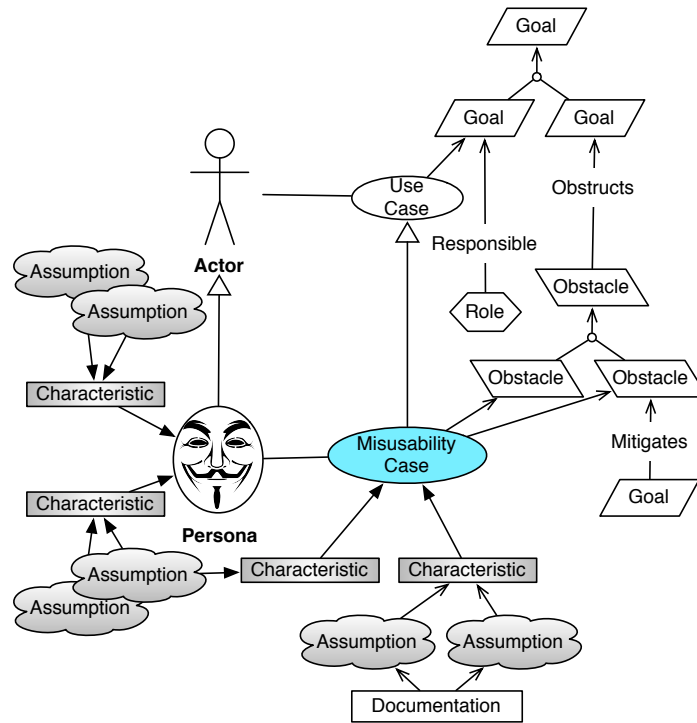 Goal
Goal
Goal
Use
Case
Obstructs
Responsible
Actor
Assumption
Assumption
Obstacle
Role
Characteristic
Obstacle
Obstacle
Misusability
Case
Mitigates
Characteristic
Goal
Persona
Assumption
Assumption
Characteristic
Characteristic
Assumption
Assumption
Documentation